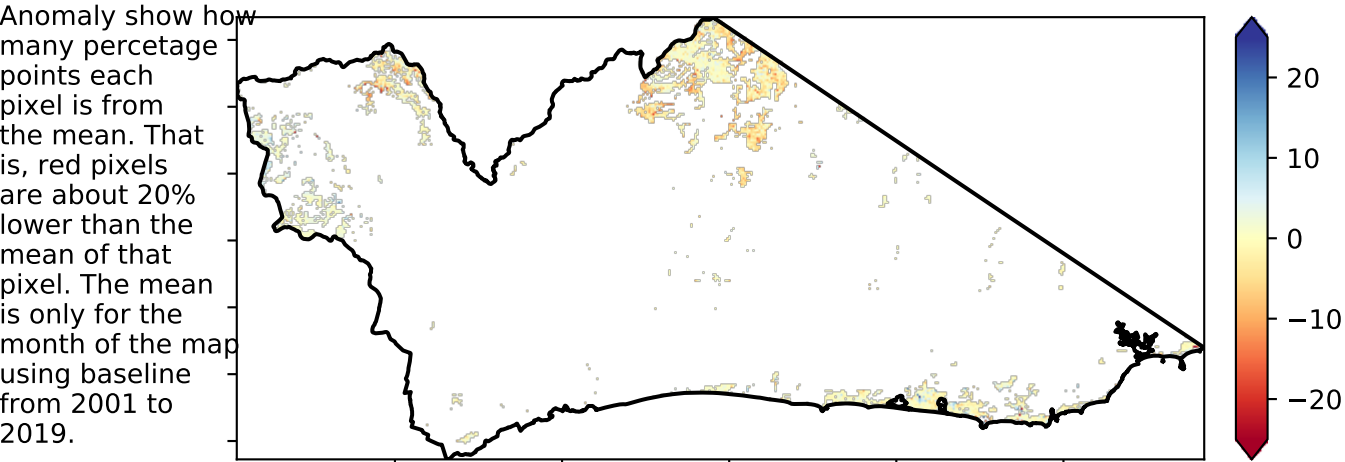 Anomaly show how
many percetage
points each
pixel is from
the mean. That
is, red pixels
are about 20%
lower than the
mean of that
pixel. The mean
is only for the
month of the map
using baseline
from 2001 to
2019.
20
10
0
−10
−20